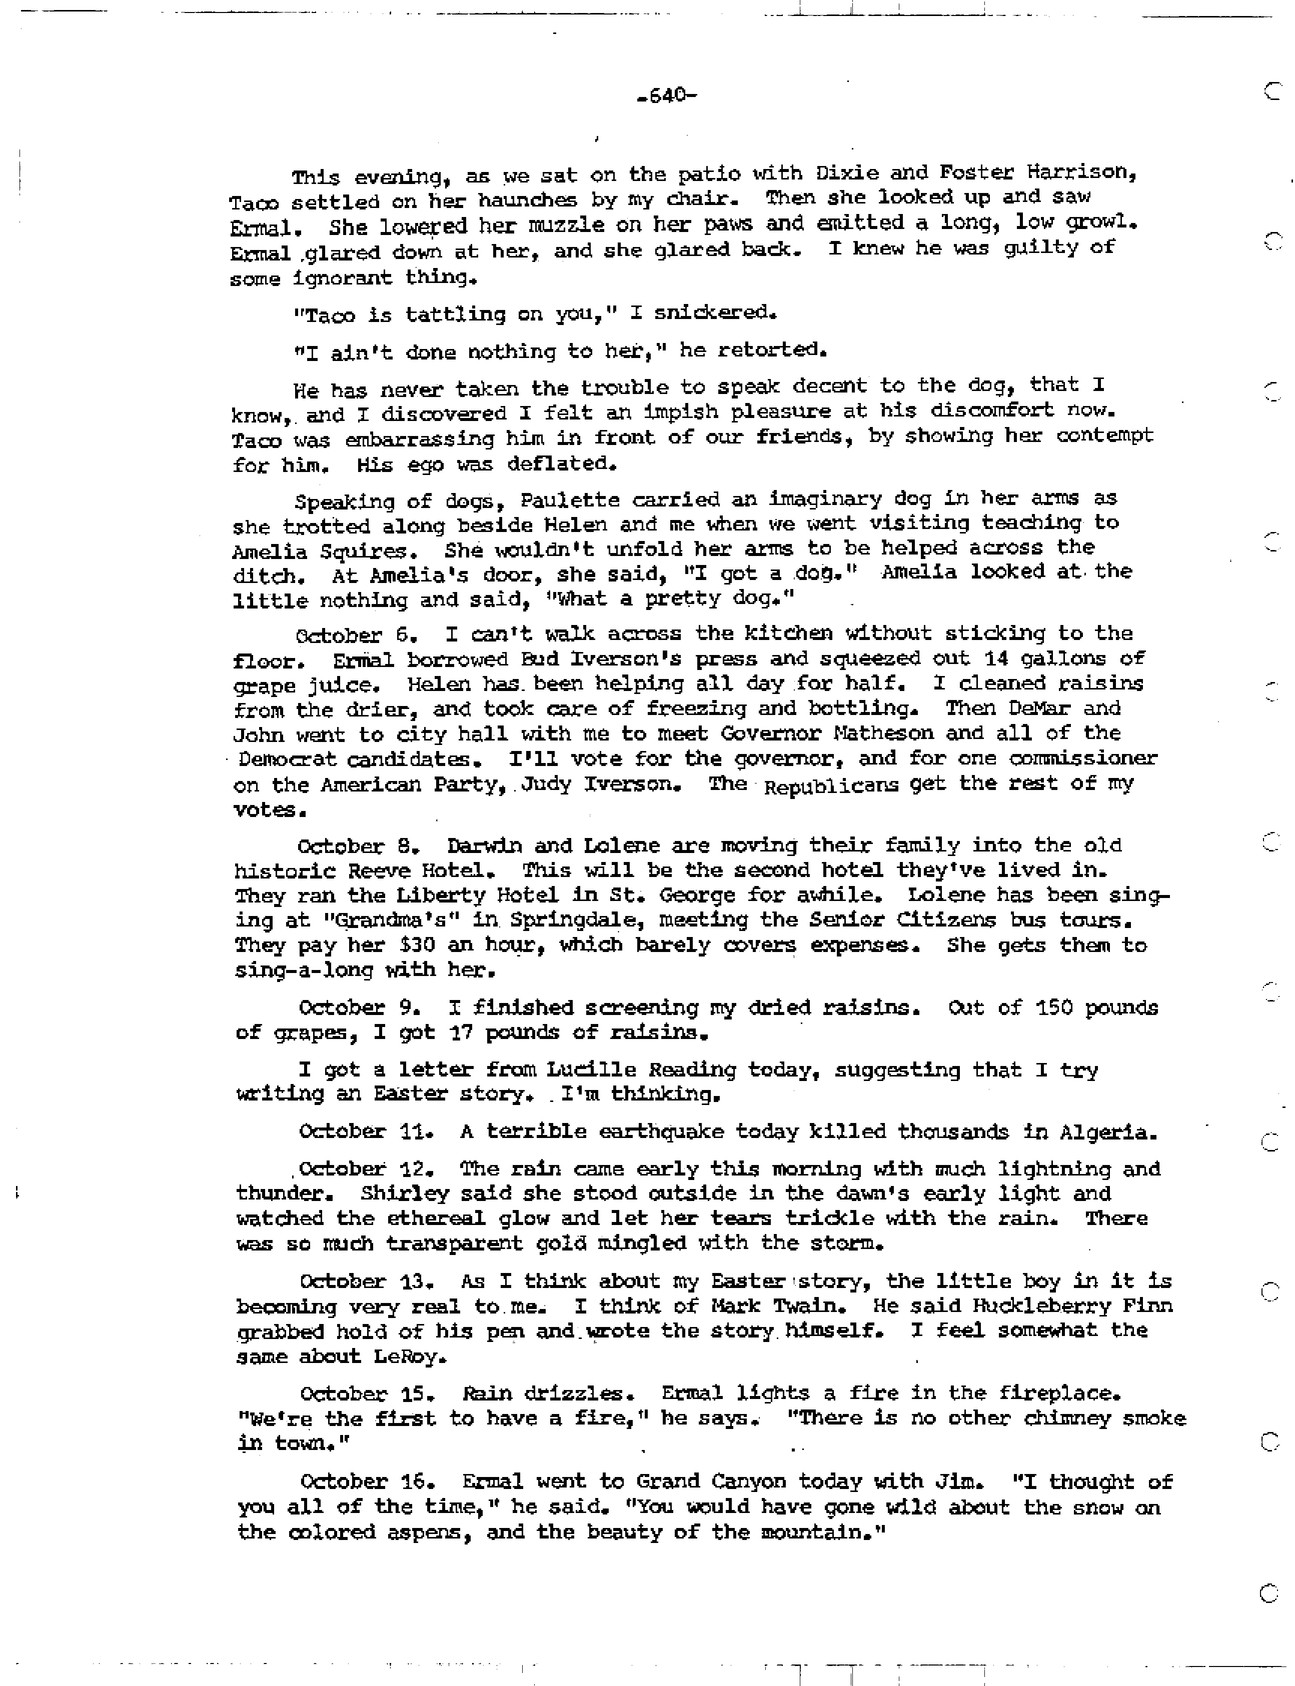 -640-
This evening, as we sat on the patio with Dixie and Foster Harrison,
Taco settled on her haunches by my chair.  Then she looked up and saw
Ermal.  She lowered her muzzle on her paws and emitted a long, low growl.
Ermal glared down at her, and she glared back.  I knew he was guilty of
some ignorant thing.
"Taco is tattling on you," I snickered.
"I ain't done nothing to her," he retorted.
He has never taken the trouble to speak decent to the dog, that I
know, and I discovered I felt an impish pleasure at his discomfort now.
Taco was embarrassing him in front of our friends, by showing her contempt
for him.  His ego was deflated.
Speaking of dogs, Paulette carried an imaginary dog in her arms as
she trotted along beside Helen and me when we went visiting teaching to
Amelia Squires.  She wouldn't unfold her arms to be helped across the
ditch.  At Amelia's door, she said, "I got a dog."  Amelia looked at the
little nothing and said, "What a pretty dog."
October 6.  I can't walk across the kitchen without sticking to the
floor.  Ermal borrowed Bud Iverson's press and squeezed out 14 gallons of
grape juice.  Helen has been helping all day for half.  I cleaned raisins
from the drier, and took care of freezing and bottling.  Then DeMar and
John went to city hall with me to meet Governor Matheson and all of the
Democrat candidates.  I'll vote for the governor, and for one commissioner
on the American Party, Judy Iverson.  The Republicans get the rest of my
votes.
October 8.  Darwin and Lolene are moving their family into the old
historic Reeve Hotel.  This will be the second hotel they've lived in.
They ran the Liberty Hotel in St. George for awhile.  Lolene has been sing-
ing at "Grandma's" in Springdale, meeting the Senior Citizens bus tours.
They pay her $30 an hour, which barely covers expenses.  She gets them to
sing-a-long with her.
October 9.  I finished screening my dried raisins.  Out of 150 pounds
of grapes, I got 17 pounds of raisins.
I got a letter from Lucille Reading today, suggesting that I try
writing an Easter story.  I'm thinking.
October 11.  A terrible earthquake today killed thousands in Algeria.
October 12.  The rain came early this morning with much lightning and
thunder.  Shirley said she stood outside in the dawn's early light and
watched the ethereal glow and let her tears trickle with the rain.  There
was so much transparent gold mingled with the storm.
October 13.  As I think about my Easter story, the little boy in it is
becoming very real to me.  I think of Mark Twain.  He said Huckleberry Finn
grabbed hold of his pen and wrote the story himself.  I feel somewhat the
same about LeRoy.
October 15.  Rain drizzles.  Ermal lights a fire in the fireplace.
"We're the first to have a fire," he says.  "There is no other chimney smoke
in town."
October 16.  Ermal went to Grand Canyon today with Jim.  "I thought of
you all of the time," he said. "You would have gone wild about the snow on
the colored aspens, and the beauty of the mountain."